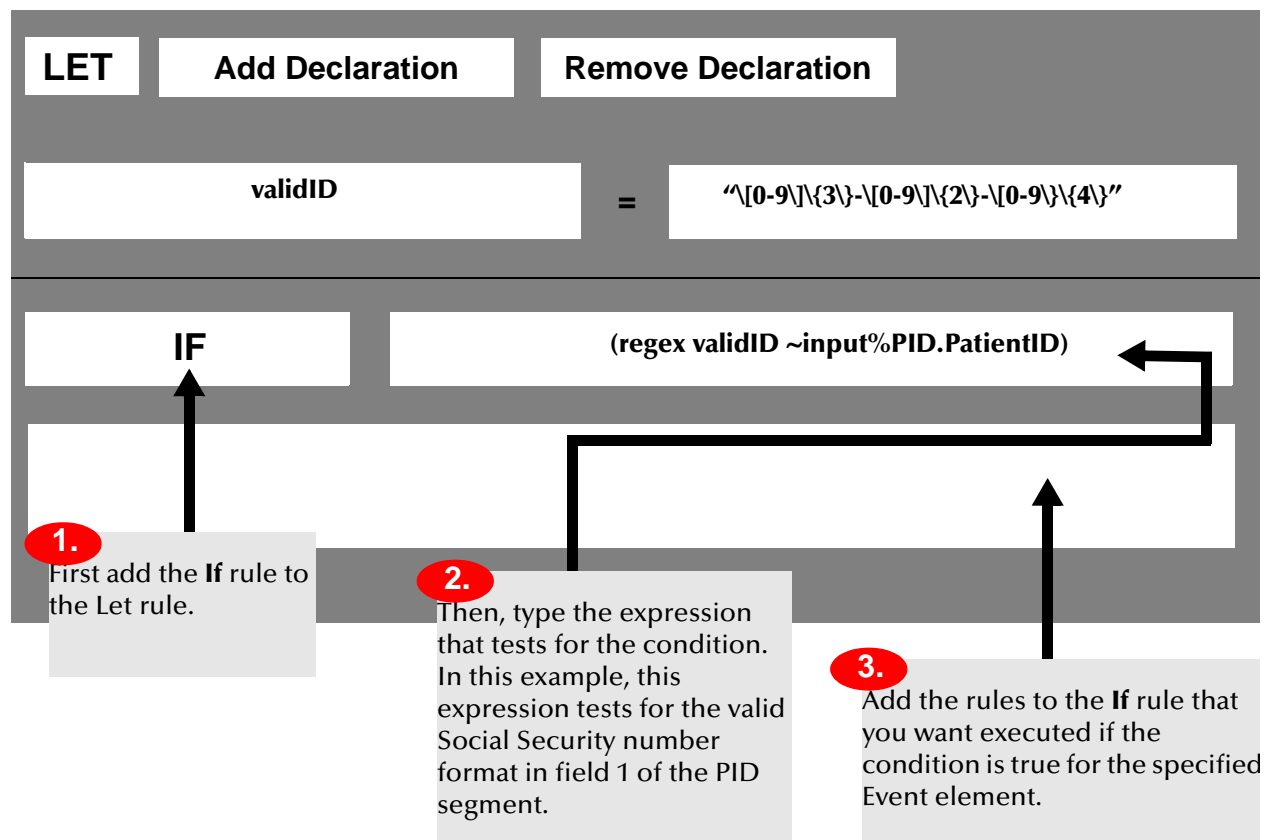 LET Add Declaration Remove Declaration
validID = “\[0-9\]\{3\}-\[0-9]\{2\}-\[0-9\}\{4\}”
IF (regex validID ~input%PID.PatientID)
1.
First add the If rule to
the Let rule.
2.
Then, type the expression
that tests for the condition.
In this example, this
expression tests for the valid
Social Security number
format in field 1 of the PID
segment.
3.
Add the rules to the If rule that
you want executed if the
condition is true for the specified
Event element.